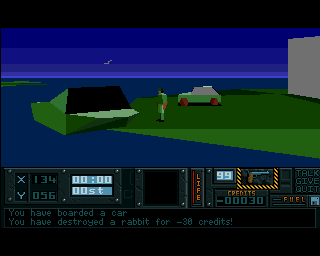 X 134
00:00
99
LIFE
TALK
GIVE
QUIT
Y 056
00st
CREDITS
-00030
FUEL
You have boarded a car
You have destroyed a rabbit for -30 credits!